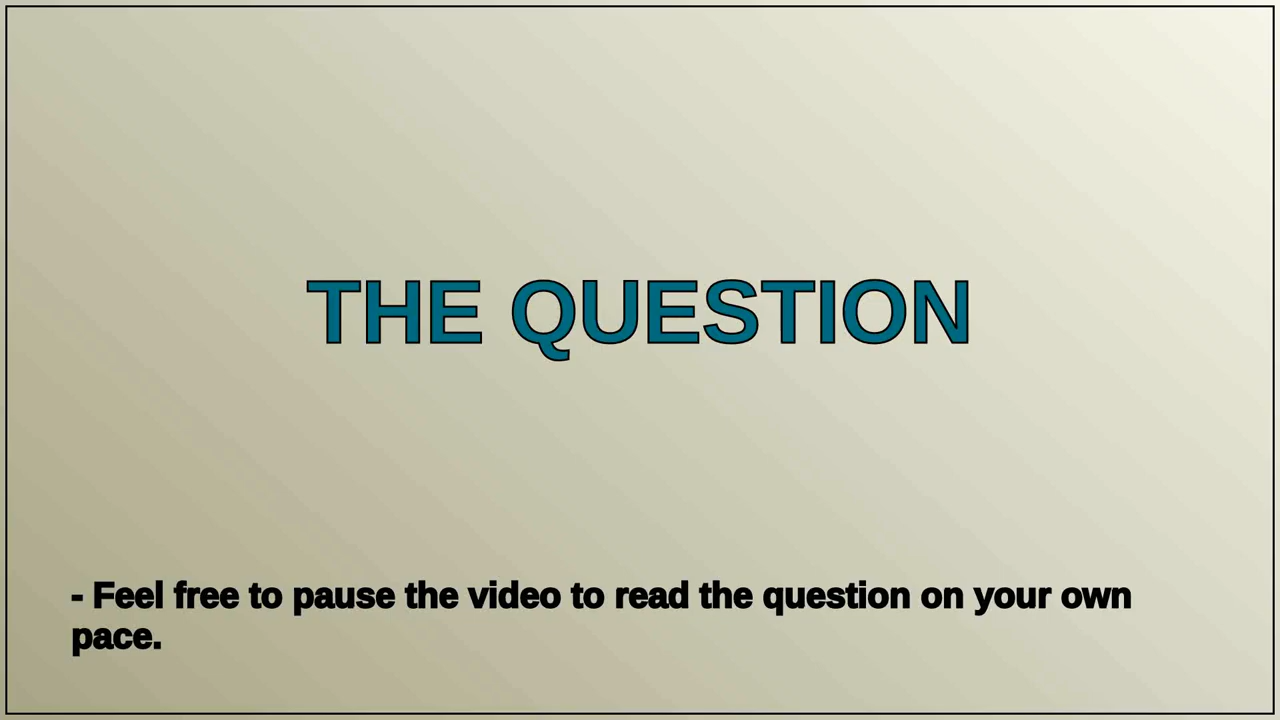 THE QUESTION
- Feel free to pause the video to read the question on your own
pace.